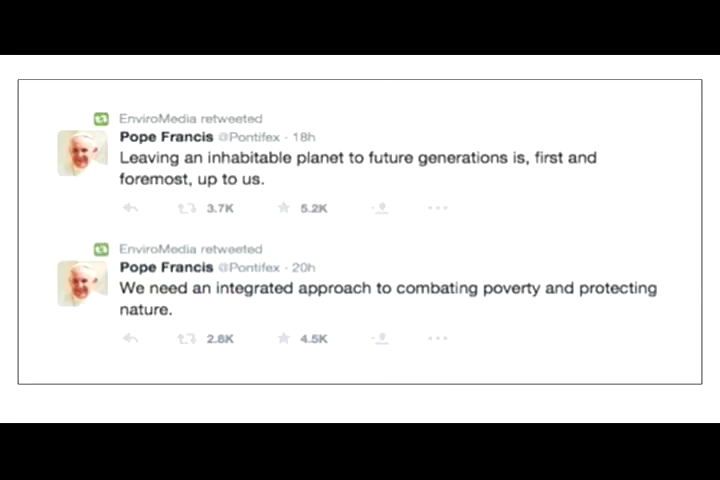 EnviroMedia retweeted
Pope Francis @Pontifex · 18h
Leaving an inhabitable planet to future generations is, first and
foremost, up to us.
3.7K 5.2K
EnviroMedia retweeted
Pope Francis @Pontifex · 20h
We need an integrated approach to combating poverty and protecting
nature.
2.8K 4.5K